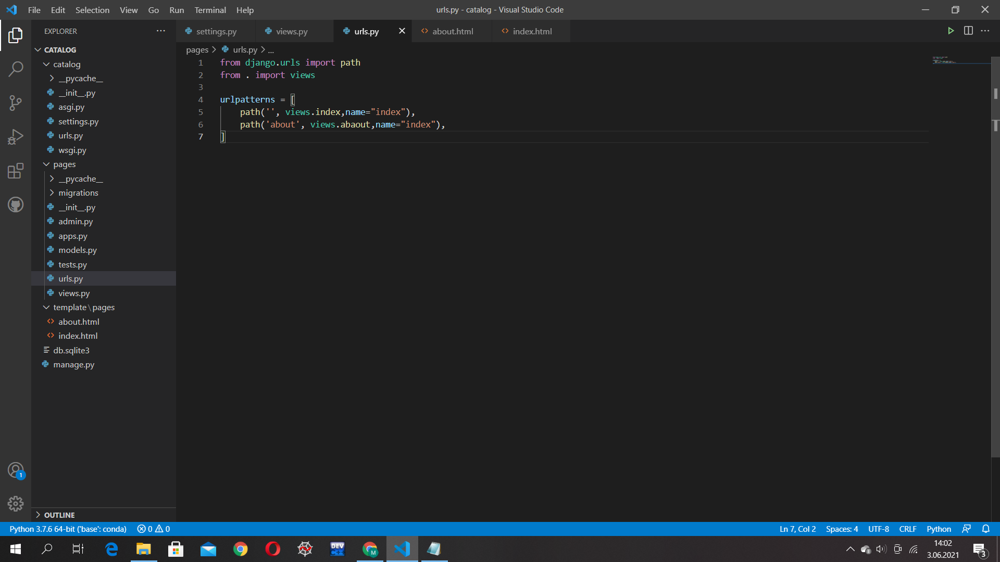 File Edit Selection View Go Run Terminal Help
urls.py - catalog - Visual Studio Code
EXPLORER
settings.py
views.py
urls.py
about.html
index.html
CATALOG
catalog
__pycache__
__init__.py
asgi.py
settings.py
urls.py
wsgi.py
pages
__pycache__
migrations
__init__.py
admin.py
apps.py
models.py
tests.py
urls.py
views.py
template\pages
about.html
index.html
db.sqlite3
manage.py
OUTLINE
pages > urls.py > ...
1 from django.urls import path
2 from . import views
3
4 urlpatterns = [
5 path('', views.index,name="index"),
6 path('about', views.abaout,name="index"),
7 ]
1
Python 3.7.6 64-bit ('base': conda) 0 0
Ln 7, Col 2 Spaces: 4 UTF-8 CRLF Python
DEV C++
M
14:02
3.06.2021
3